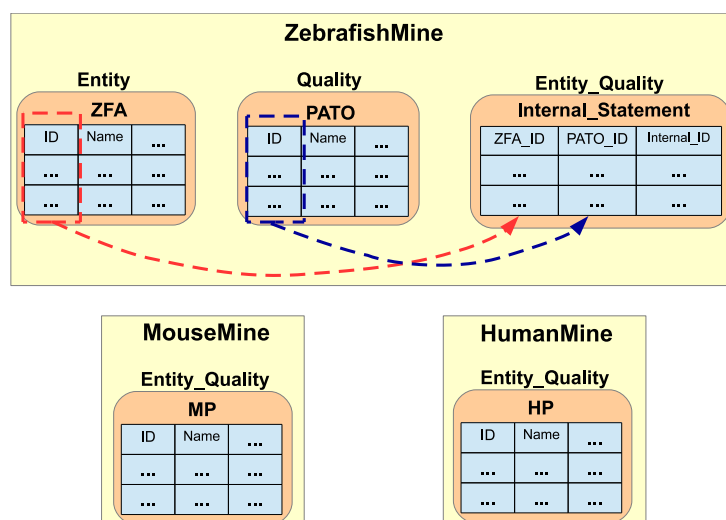 ZebrafishMine
Entity
ZFA
ID Name ...
... ... ...
... ... ...
Quality
PATO
ID Name ...
... ... ...
... ... ...
Entity_Quality
Internal_Statement
ZFA_ID PATO_ID Internal_ID
... ... ...
... ... ...
MouseMine
Entity_Quality
MP
ID Name ...
... ... ...
... ... ...
HumanMine
Entity_Quality
HP
ID Name ...
... ... ...
... ... ...